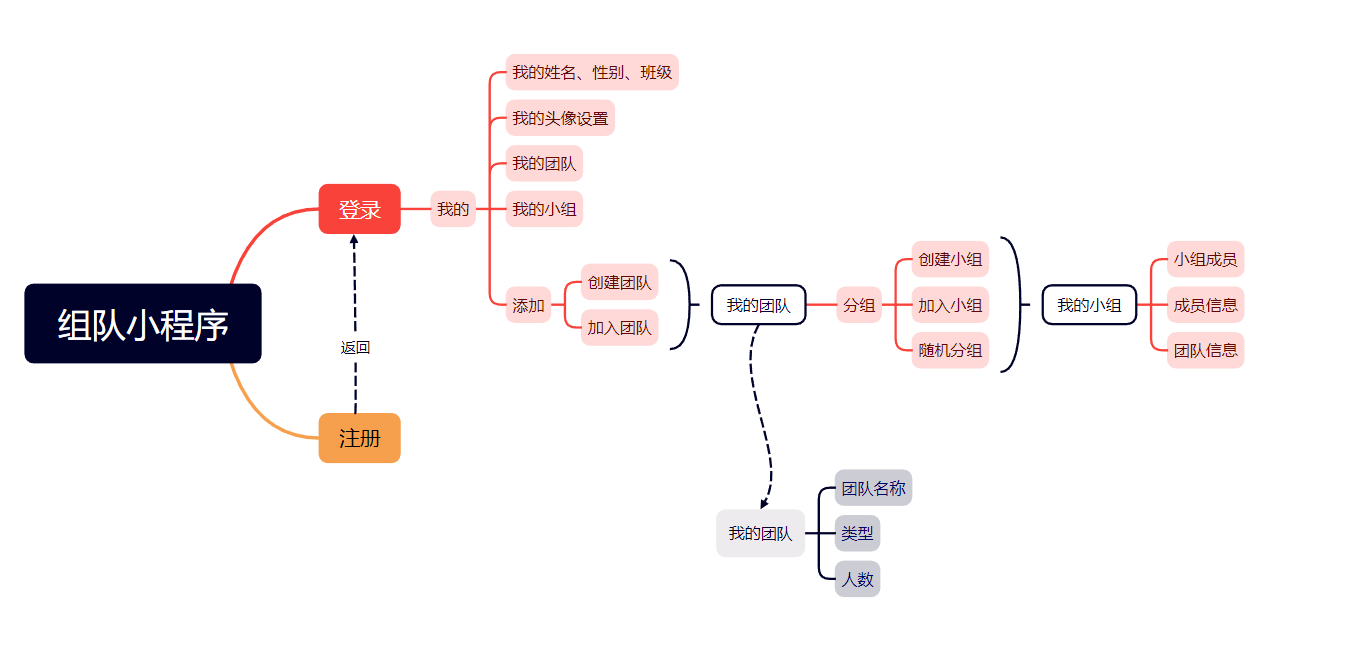 组队小程序
登录
返回
注册
我的
我的姓名、性别、班级
我的头像设置
我的团队
我的小组
添加
创建团队
加入团队
我的团队
分组
创建小组
加入小组
随机分组
我的小组
小组成员
成员信息
团队信息
我的团队
团队名称
类型
人数